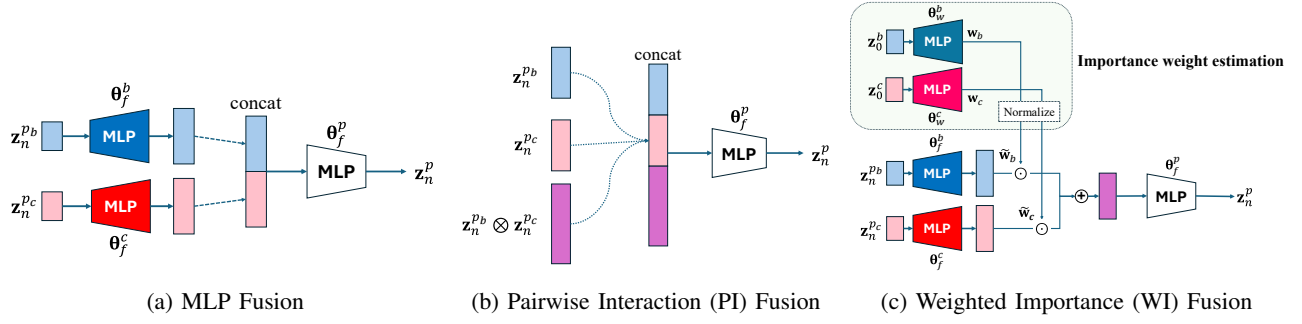 z_n^{p_b}
θ_f^b
MLP
concat
θ_f^p
MLP
z_n^p
z_n^{p_c}
MLP
θ_f^c
(a) MLP Fusion
z_n^{p_b}
z_n^{p_c}
z_n^{p_b} ⊗ z_n^{p_c}
concat
θ_f^p
MLP
z_n^p
(b) Pairwise Interaction (PI) Fusion
θ_w^b
z_0^b
MLP
w_b
Importance weight estimation
z_0^c
MLP
w_c
θ_w^c
Normalize
θ_f^b
z_n^{p_b}
MLP
w̃_b
⊙
θ_f^p
⊕
MLP
z_n^p
z_n^{p_c}
MLP
w̃_c
⊙
θ_f^c
(c) Weighted Importance (WI) Fusion